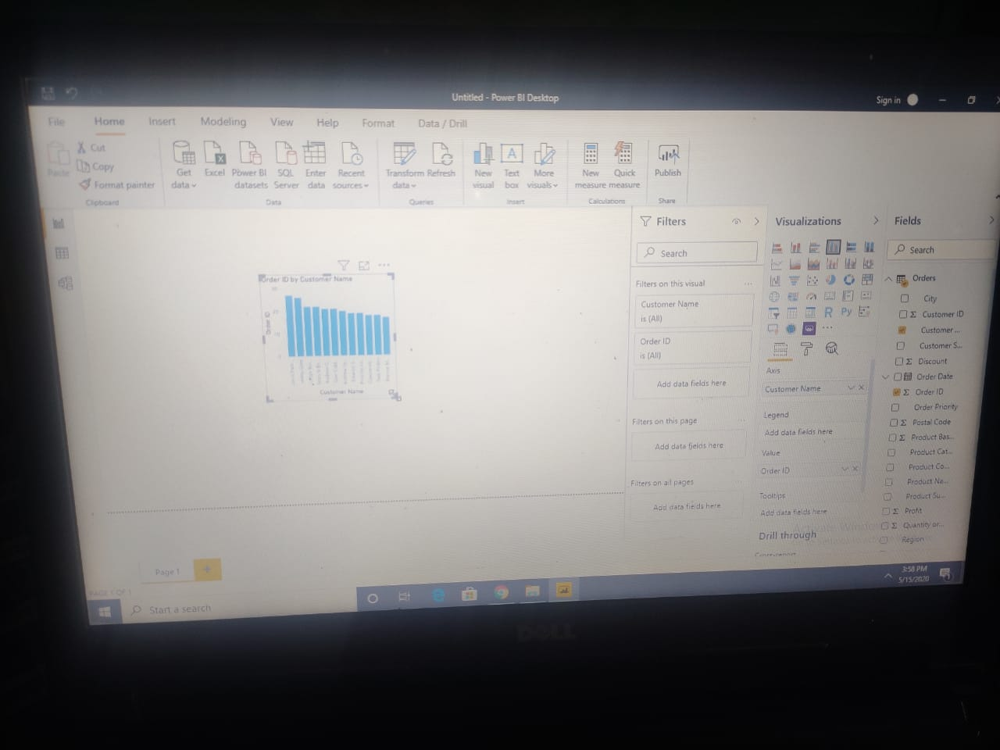 Untitled - Power BI Desktop
Sign in
File Home Insert Modeling View Help Format Data / Drill
Paste
Cut
Copy
Format painter
Clipboard
Get data
Excel
Power BI datasets
SQL Server
Enter data
Recent sources
Data
Transform data
Refresh
Queries
New visual
Text box
More visuals
Insert
New measure
Quick measure
Calculations
Publish
Share
Order ID by Customer Name
Order ID
Customer Name
Filters
Search
Filters on this visual
Customer Name
is (All)
Order ID
is (All)
Add data fields here
Filters on this page
Add data fields here
Filters on all pages
Add data fields here
Visualizations
R Py
Axis
Customer Name
Legend
Add data fields here
Value
Order ID
Tooltips
Add data fields here
Drill through
Cross-report
Fields
Search
Orders
City
Σ Customer ID
Customer ...
Customer S...
Σ Discount
Order Date
Σ Order ID
Order Priority
Σ Postal Code
Σ Product Bas...
Product Cat...
Product Co...
Product Na...
Product Su...
Σ Profit
Σ Quantity or...
Region
Page 1
PAGE 1 OF 1
Start a search
3:58 PM
5/15/2020
DELL